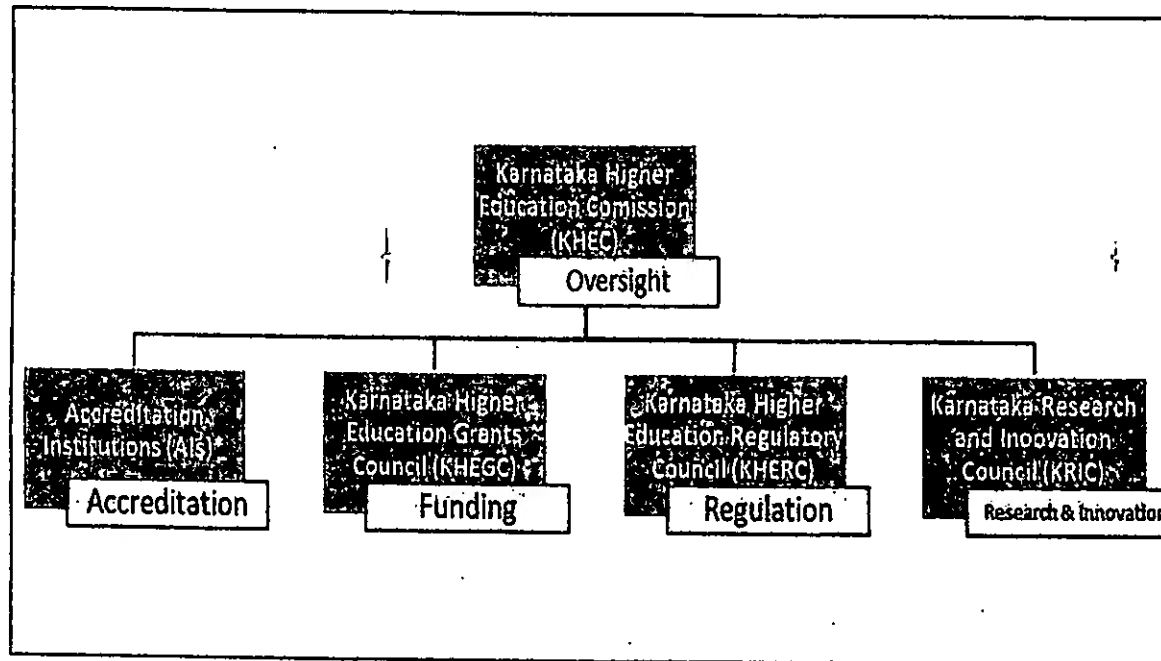 Karnataka Higher
Education Comission
(KHEC)
Oversight
Accreditation
Institutions (AIs)*
Accreditation
Karnataka Higher
Education Grants
Council (KHEGC)
Funding
Karnataka Higher
Education Regulatory
Council (KHERC)
Regulation
Karnataka Research
and Inoovation
Council (KRIC)
Research & Innovation